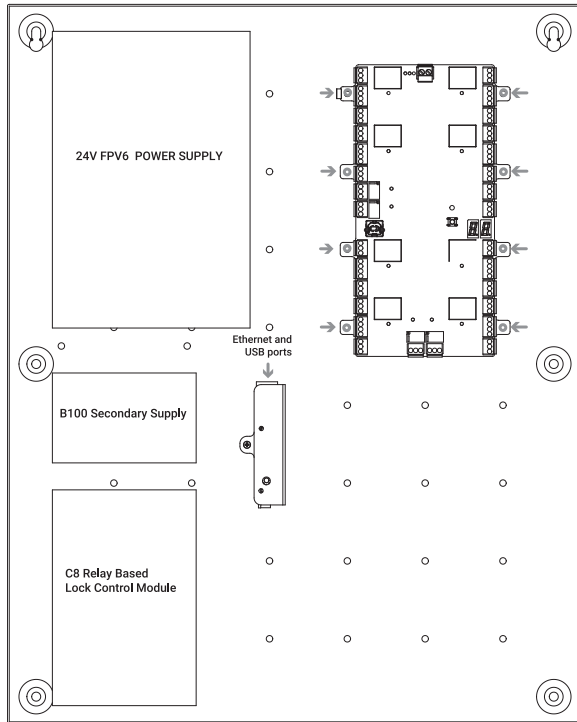 24V FPV6 POWER SUPPLY
Ethernet and
USB ports
B100 Secondary Supply
C8 Relay Based
Lock Control Module